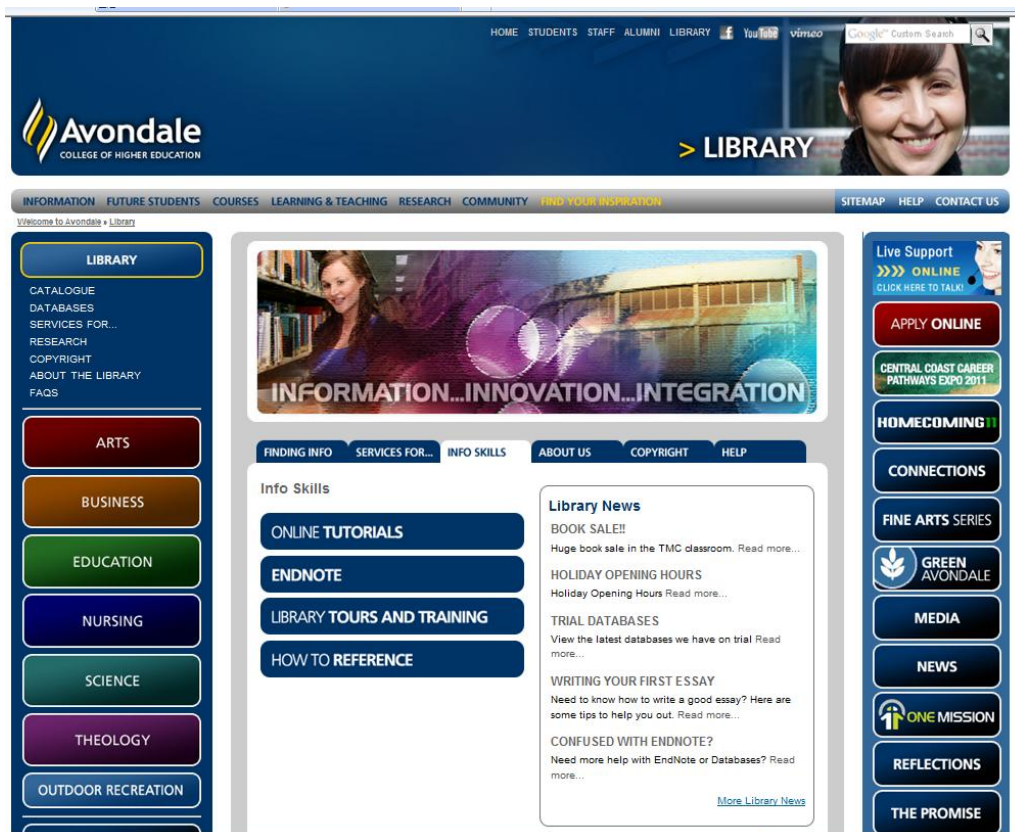 HOME STUDENTS STAFF ALUMNI LIBRARY f YouTube vimeo Google™ Custom Search
Avondale
COLLEGE OF HIGHER EDUCATION
> LIBRARY
INFORMATION FUTURE STUDENTS COURSES LEARNING & TEACHING RESEARCH COMMUNITY FIND YOUR INSPIRATION SITEMAP HELP CONTACT US
Welcome to Avondale » Library
LIBRARY
CATALOGUE
DATABASES
SERVICES FOR...
RESEARCH
COPYRIGHT
ABOUT THE LIBRARY
FAQS
ARTS
BUSINESS
EDUCATION
NURSING
SCIENCE
THEOLOGY
OUTDOOR RECREATION
INFORMATION...INNOVATION...INTEGRATION
FINDING INFO SERVICES FOR... INFO SKILLS ABOUT US COPYRIGHT HELP
Info Skills
ONLINE TUTORIALS
ENDNOTE
LIBRARY TOURS AND TRAINING
HOW TO REFERENCE
Library News
BOOK SALE!!
Huge book sale in the TMC classroom. Read more...
HOLIDAY OPENING HOURS
Holiday Opening Hours Read more...
TRIAL DATABASES
View the latest databases we have on trial Read
more...
WRITING YOUR FIRST ESSAY
Need to know how to write a good essay? Here are
some tips to help you out. Read more...
CONFUSED WITH ENDNOTE?
Need more help with EndNote or Databases? Read
more...
More Library News
Live Support
ONLINE
CLICK HERE TO TALK!
APPLY ONLINE
CENTRAL COAST CAREER
PATHWAYS EXPO 2011
HOMECOMING11
CONNECTIONS
FINE ARTS SERIES
GREEN
AVONDALE
MEDIA
NEWS
ONE MISSION
REFLECTIONS
THE PROMISE